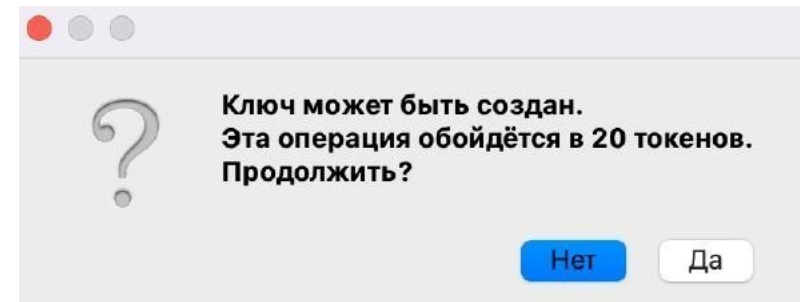 ?
Ключ может быть создан.
Эта операция обойдётся в 20 токенов.
Продолжить?
Нет Да